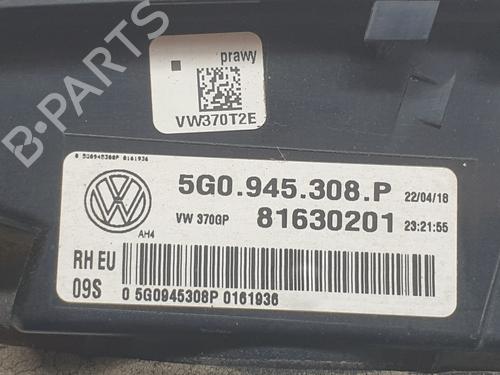 prawy
VW370T2E
0 5G0945308P 0161936
5G0.945.308.P 22/04/18
AH4 VW 370GP 81630201 23:21:55
RH EU
09S 0 5G0945308P 0161936
B-PARTS